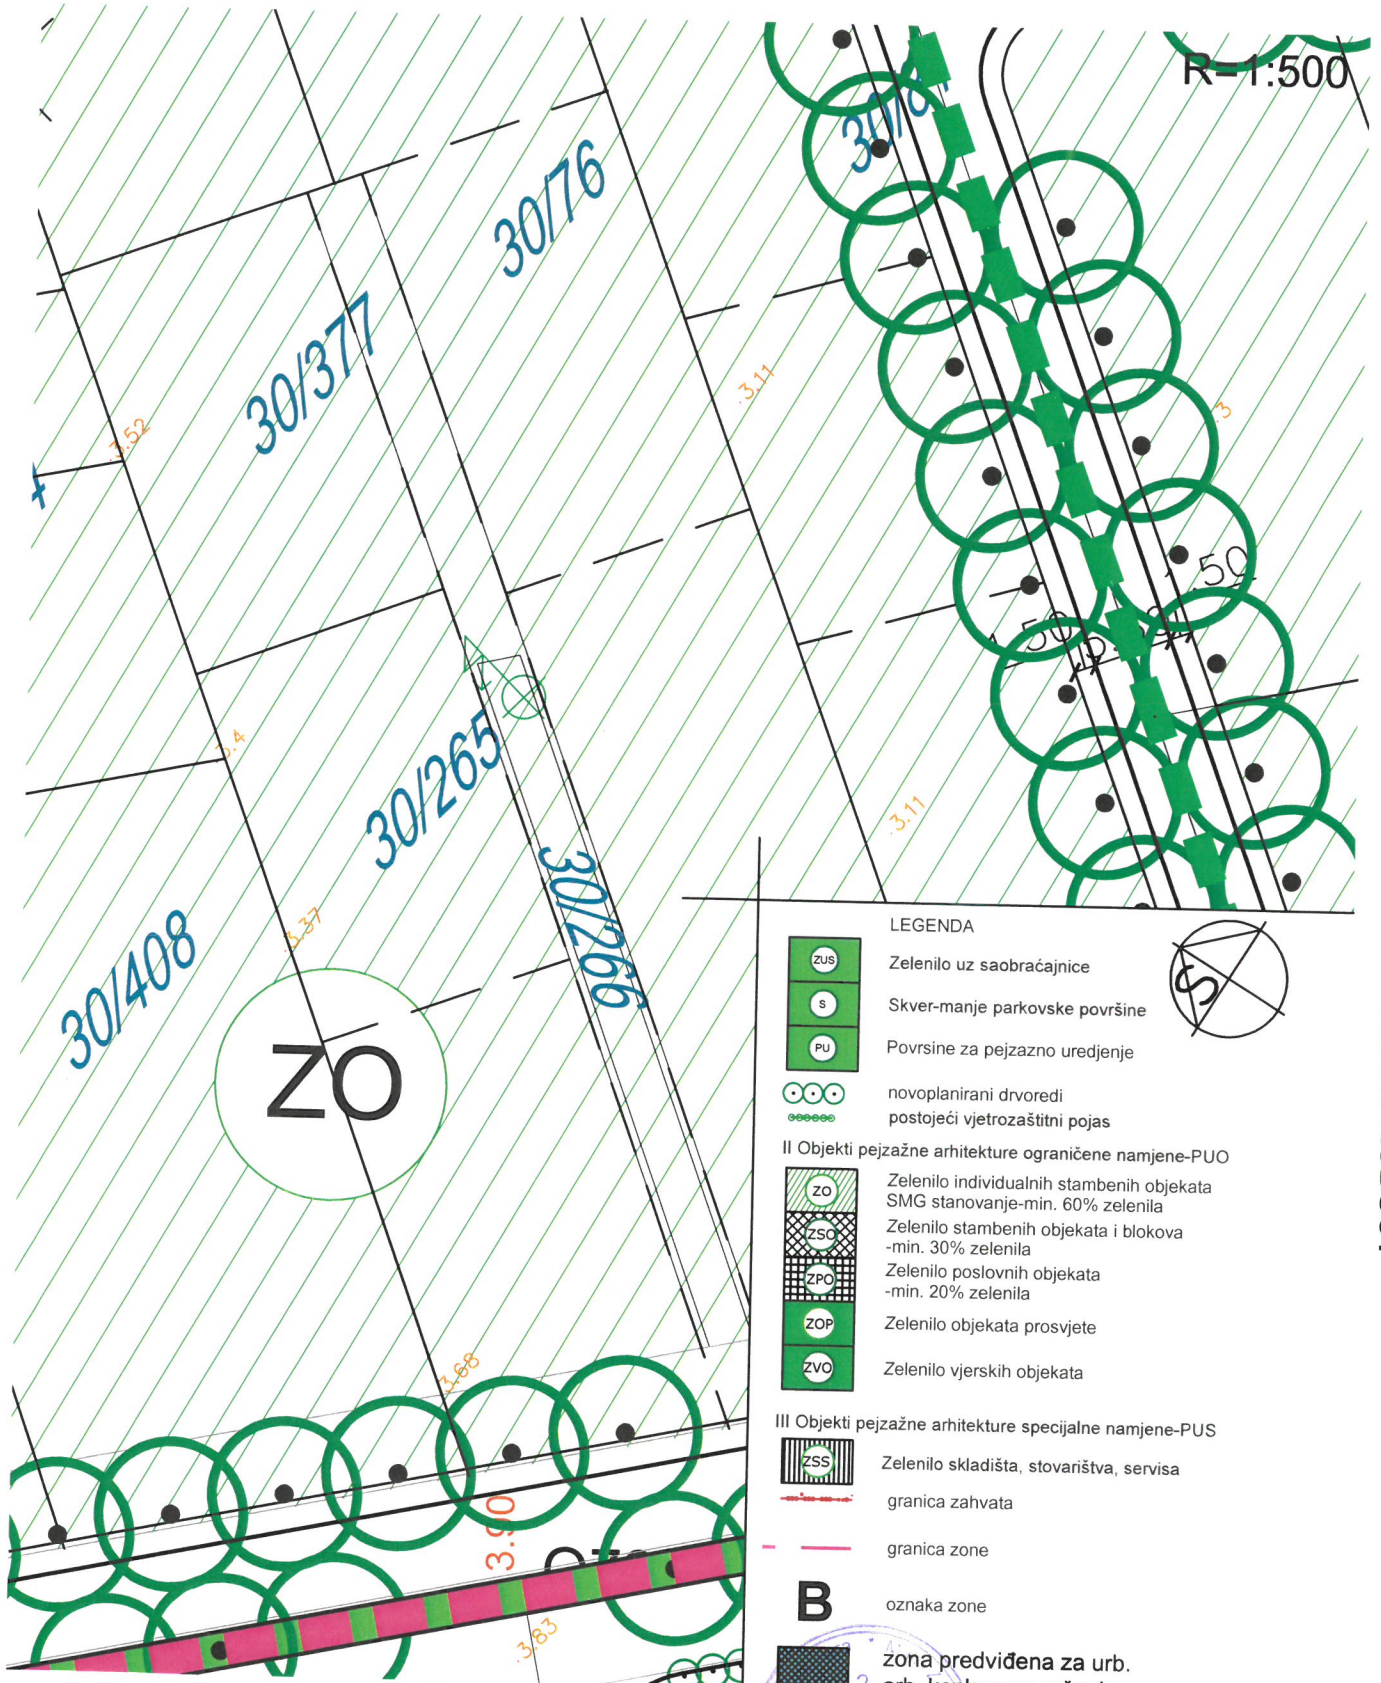 R=1:500
30/76
30/377
3.52
3.11
3
.50
3.4
30/265
3.11
30/266
3.37
30/408
ZO
3.68
3.90
3.83
LEGENDA
S
ZUS Zelenilo uz saobraćajnice
S Skver-manje parkovske površine
PU Povrsine za pejzazno uredjenje
novoplanirani drvoredi
postojeći vjetrozaštitni pojas
II Objekti pejzažne arhitekture ograničene namjene-PUO
ZO Zelenilo individualnih stambenih objekata
SMG stanovanje-min. 60% zelenila
ZSO Zelenilo stambenih objekata i blokova
-min. 30% zelenila
ZPO Zelenilo poslovnih objekata
-min. 20% zelenila
ZOP Zelenilo objekata prosvjete
ZVO Zelenilo vjerskih objekata
III Objekti pejzažne arhitekture specijalne namjene-PUS
ZSS Zelenilo skladišta, stovarištva, servisa
granica zahvata
granica zone
B oznaka zone
zona predviđena za urb.